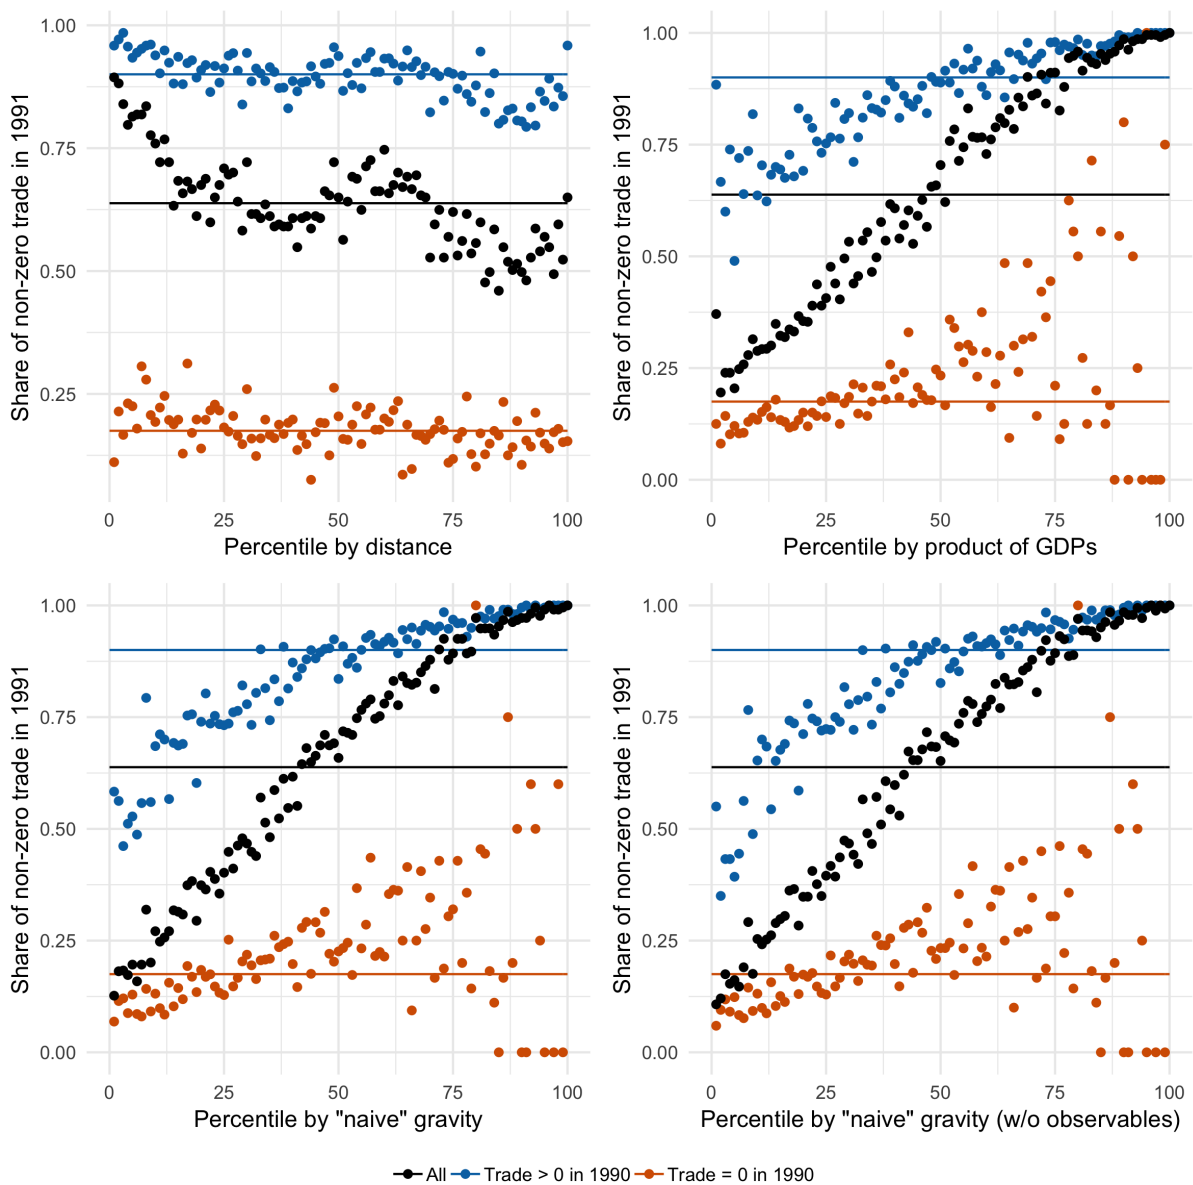 1.00
0.75
0.50
0.25
Share of non-zero trade in 1991
0 25 50 75 100
Percentile by distance
1.00
0.75
0.50
0.25
0.00
Share of non-zero trade in 1991
0 25 50 75 100
Percentile by product of GDPs
1.00
0.75
0.50
0.25
0.00
Share of non-zero trade in 1991
0 25 50 75 100
Percentile by "naive" gravity
1.00
0.75
0.50
0.25
0.00
Share of non-zero trade in 1991
0 25 50 75 100
Percentile by "naive" gravity (w/o observables)
All Trade > 0 in 1990 Trade = 0 in 1990